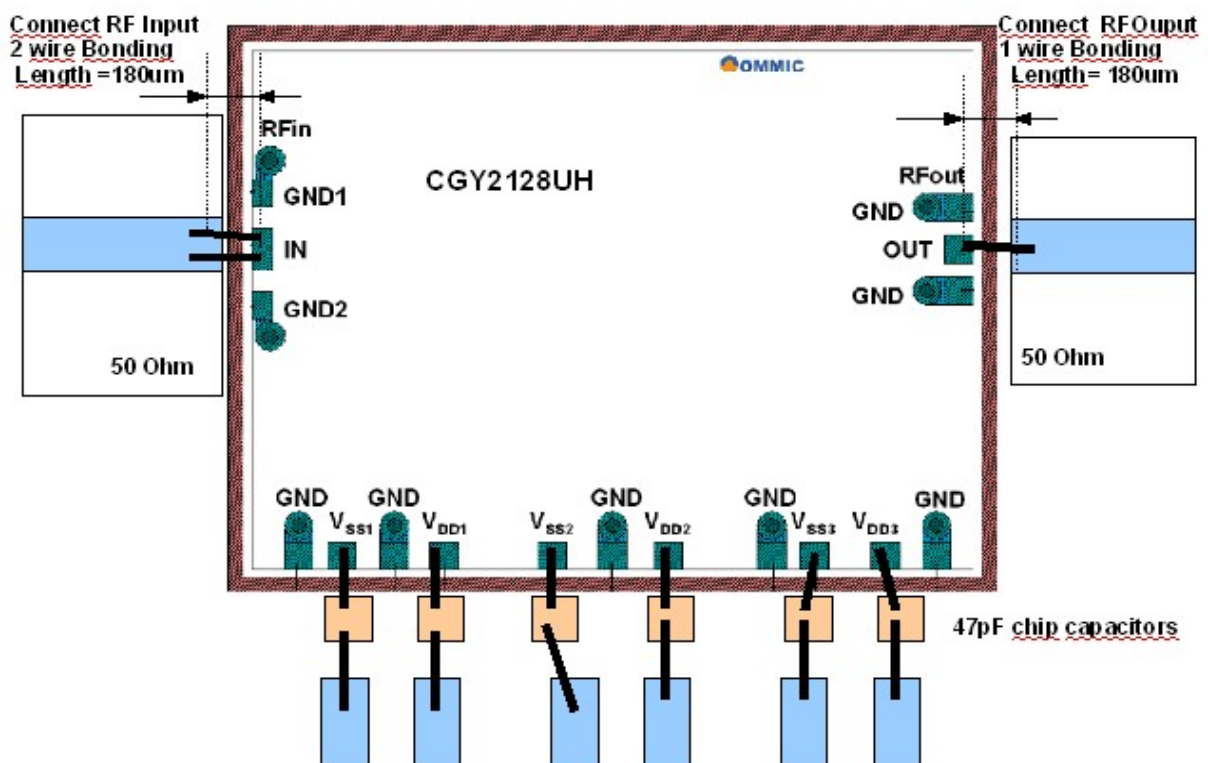 Connect RF Input
2 wire Bonding
Length =180um
Connect RFOuput
1 wire Bonding
Length= 180um
OMMIC
RFin
GND1
CGY2128UH
IN
GND2
50 Ohm
RFout
GND
OUT
GND
50 Ohm
GND
VSS1
GND
VDD1
VSS2
GND
VDD2
GND
VSS3
VDD3
GND
47pF chip capacitors